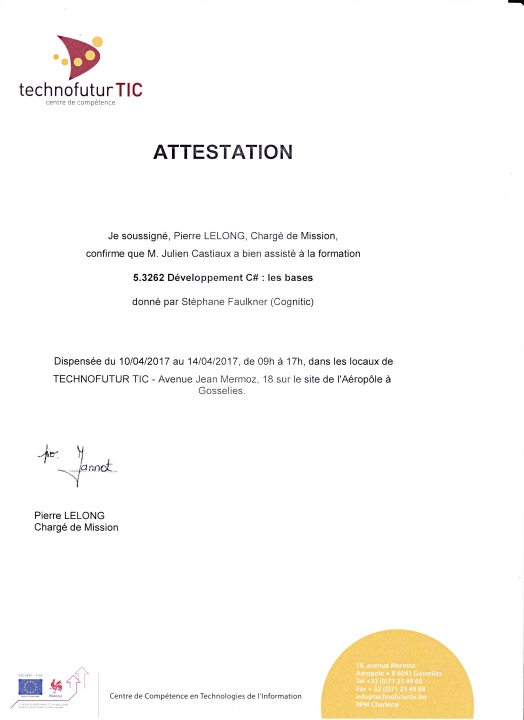 technofutur TIC
centre de compétence
ATTESTATION
Je soussigné, Pierre LELONG, Chargé de Mission,
confirme que M. Julien Castiaux a bien assisté à la formation
5.3262 Développement C# : les bases
donné par Stéphane Faulkner (Cognitic)
Dispensée du 10/04/2017 au 14/04/2017, de 09h à 17h, dans les locaux de
TECHNOFUTUR TIC - Avenue Jean Mermoz, 18 sur le site de l'Aéropôle à
Gosselies.
po. Jannot
Pierre LELONG
Chargé de Mission
Centre de Compétence en Technologies de l'Information
18, avenue Mermoz
Aéropole • B 6041 Gosselies
Tél +32 (0)71 25 49 60
Fax + 32 (0)71 25 49 88
info@technofuturtic.be
RPM Charleroi